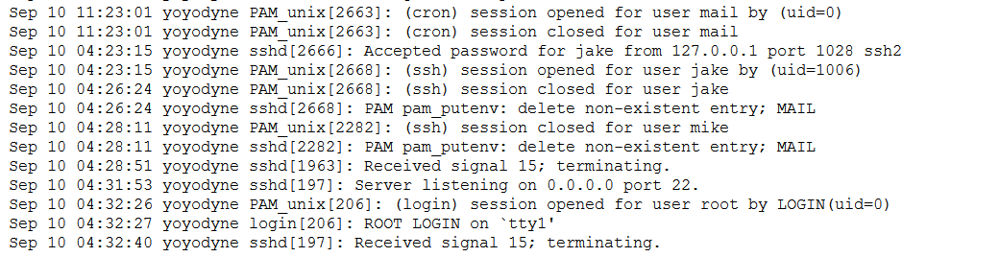 Sep 10 11:23:01 yoyodyne PAM_unix[2663]: (cron) session opened for user mail by (uid=0)
Sep 10 11:23:01 yoyodyne PAM_unix[2663]: (cron) session closed for user mail
Sep 10 04:23:15 yoyodyne sshd[2666]: Accepted password for jake from 127.0.0.1 port 1028 ssh2
Sep 10 04:23:15 yoyodyne PAM_unix[2668]: (ssh) session opened for user jake by (uid=1006)
Sep 10 04:26:24 yoyodyne PAM_unix[2668]: (ssh) session closed for user jake
Sep 10 04:26:24 yoyodyne sshd[2668]: PAM pam_putenv: delete non-existent entry; MAIL
Sep 10 04:28:11 yoyodyne PAM_unix[2282]: (ssh) session closed for user mike
Sep 10 04:28:11 yoyodyne sshd[2282]: PAM pam_putenv: delete non-existent entry; MAIL
Sep 10 04:28:51 yoyodyne sshd[1963]: Received signal 15; terminating.
Sep 10 04:31:53 yoyodyne sshd[197]: Server listening on 0.0.0.0 port 22.
Sep 10 04:32:26 yoyodyne PAM_unix[206]: (login) session opened for user root by LOGIN(uid=0)
Sep 10 04:32:27 yoyodyne login[206]: ROOT LOGIN on `tty1'
Sep 10 04:32:40 yoyodyne sshd[197]: Received signal 15; terminating.